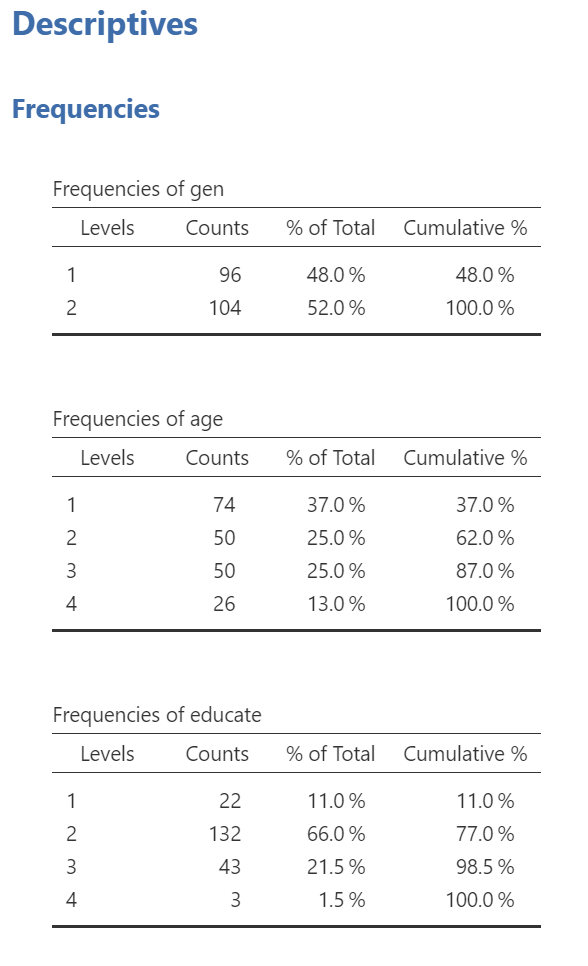 Descriptives
Frequencies
Frequencies of gen
Levels Counts % of Total Cumulative %
1 96 48.0 % 48.0 %
2 104 52.0 % 100.0 %
Frequencies of age
Levels Counts % of Total Cumulative %
1 74 37.0 % 37.0 %
2 50 25.0 % 62.0 %
3 50 25.0 % 87.0 %
4 26 13.0 % 100.0 %
Frequencies of educate
Levels Counts % of Total Cumulative %
1 22 11.0 % 11.0 %
2 132 66.0 % 77.0 %
3 43 21.5 % 98.5 %
4 3 1.5 % 100.0 %